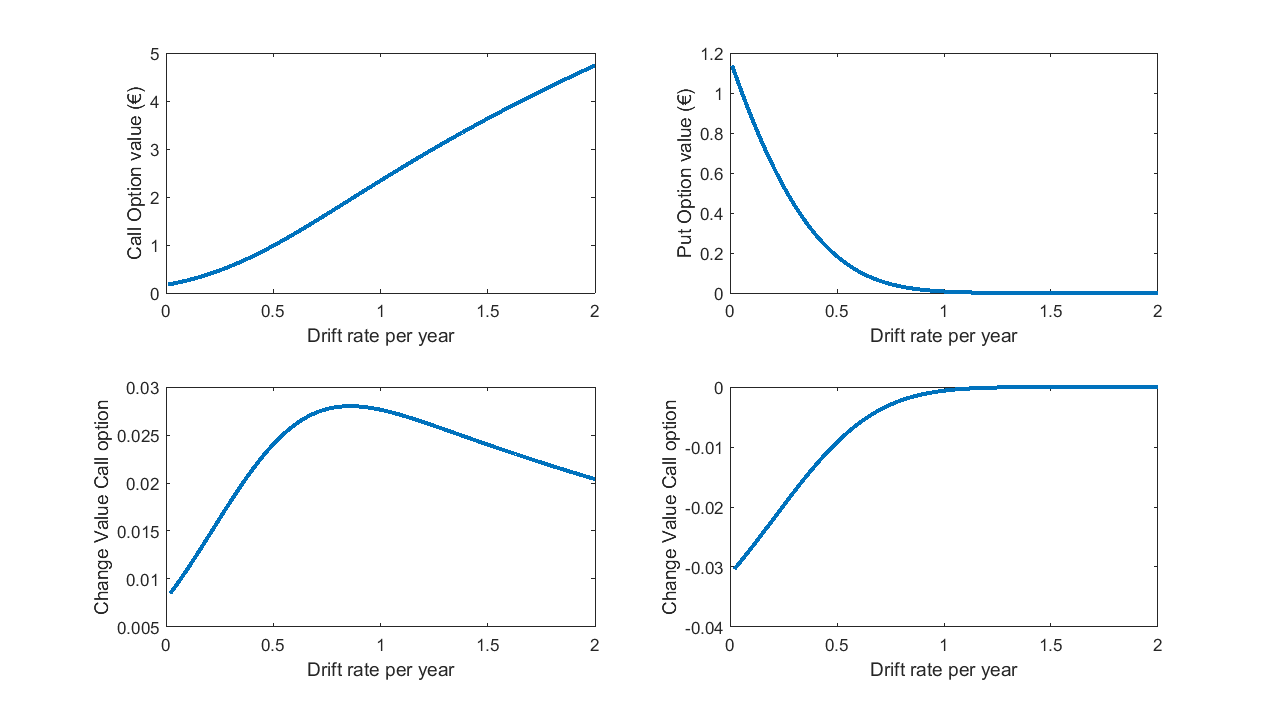 5
4
3
2
1
0
Call Option value (€)
0 0.5 1 1.5 2
Drift rate per year
1.2
1
0.8
0.6
0.4
0.2
0
Put Option value (€)
0 0.5 1 1.5 2
Drift rate per year
0.03
0.025
0.02
0.015
0.01
0.005
Change Value Call option
0 0.5 1 1.5 2
Drift rate per year
0
-0.01
-0.02
-0.03
-0.04
Change Value Call option
0 0.5 1 1.5 2
Drift rate per year